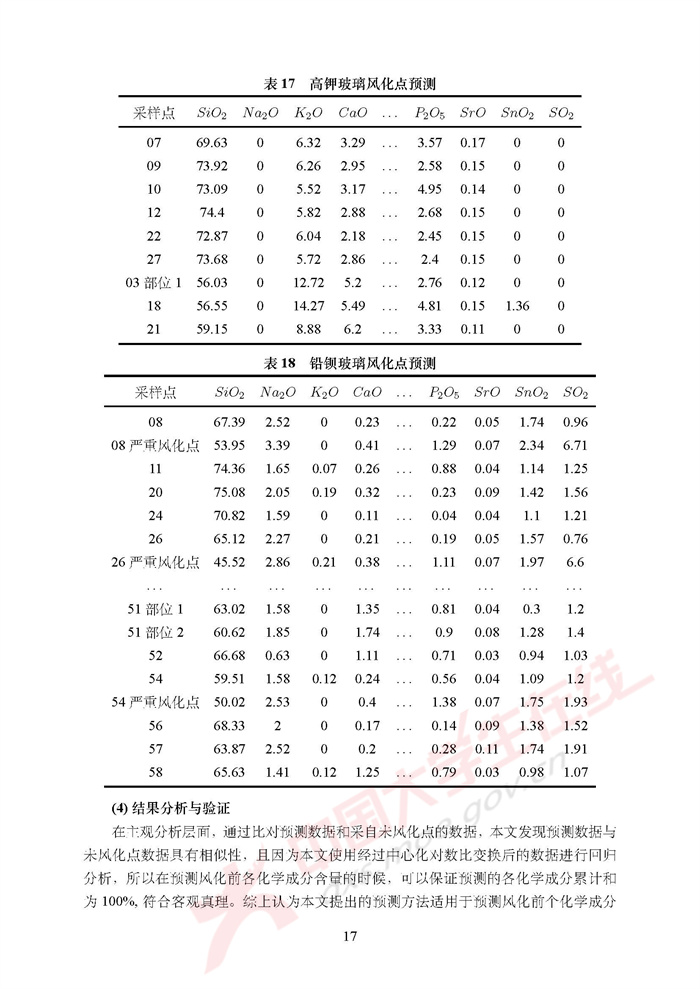 表 17 高钾玻璃风化点预测
采样点 SiO2 Na2O K2O CaO ... P2O5 SrO SnO2 SO2
07 69.63 0 6.32 3.29 ... 3.57 0.17 0 0
09 73.92 0 6.26 2.95 ... 2.58 0.15 0 0
10 73.09 0 5.52 3.17 ... 4.95 0.14 0 0
12 74.4 0 5.82 2.88 ... 2.68 0.15 0 0
22 72.87 0 6.04 2.18 ... 2.45 0.15 0 0
27 73.68 0 5.72 2.86 ... 2.4 0.15 0 0
03 部位 1 56.03 0 12.72 5.2 ... 2.76 0.12 0 0
18 56.55 0 14.27 5.49 ... 4.81 0.15 1.36 0
21 59.15 0 8.88 6.2 ... 3.33 0.11 0 0
表 18 铅钡玻璃风化点预测
采样点 SiO2 Na2O K2O CaO ... P2O5 SrO SnO2 SO2
08 67.39 2.52 0 0.23 ... 0.22 0.05 1.74 0.96
08 严重风化点 53.95 3.39 0 0.41 ... 1.29 0.07 2.34 6.71
11 74.36 1.65 0.07 0.26 ... 0.88 0.04 1.14 1.25
20 75.08 2.05 0.19 0.32 ... 0.23 0.09 1.42 1.56
24 70.82 1.59 0 0.11 ... 0.04 0.04 1.1 1.21
26 65.12 2.27 0 0.21 ... 0.19 0.05 1.57 0.76
26 严重风化点 45.52 2.86 0.21 0.38 ... 1.11 0.07 1.97 6.6
... ... ... ... ... ... ... ... ... ...
51 部位 1 63.02 1.58 0 1.35 ... 0.81 0.04 0.3 1.2
51 部位 2 60.62 1.85 0 1.74 ... 0.9 0.08 1.28 1.4
52 66.68 0.63 0 1.11 ... 0.71 0.03 0.94 1.03
54 59.51 1.58 0.12 0.24 ... 0.56 0.04 1.09 1.2
54 严重风化点 50.02 2.53 0 0.4 ... 1.38 0.07 1.75 1.93
56 68.33 2 0 0.17 ... 0.14 0.09 1.38 1.52
57 63.87 2.52 0 0.2 ... 0.28 0.11 1.74 1.91
58 65.63 1.41 0.12 1.25 ... 0.79 0.03 0.98 1.07
(4) 结果分析与验证
在主观分析层面，通过比对预测数据和采自未风化点的数据，本文发现预测数据与
未风化点数据具有相似性，且因为本文使用经过中心化对数比变换后的数据进行回归
分析，所以在预测风化前各化学成分含量的时候，可以保证预测的各化学成分累计和
为 100%, 符合客观真理。综上认为本文提出的预测方法适用于预测风化前个化学成分
17
中国大学生在线